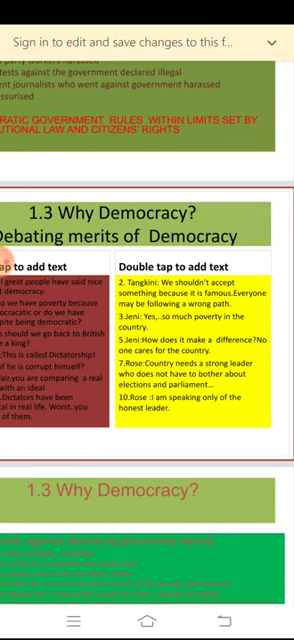 Sign in to edit and save changes to this f...
party workers harassed
tests against the government declared illegal
ent journalists who went against government harassed
ssurised
RATIC GOVERNMENT RULES WITHIN LIMITS SET BY
UTIONAL LAW AND CITIZENS' RIGHTS
1.3 Why Democracy?
Debating merits of Democracy
ap to add text
l great people have said nice
t democracy.
o we have poverty because
ocracatic or do we have
spite being democratic?
o should we go back to British
e a king?
:This is called Dictatorship!
if he is corrupt himself?
fair,you are comparing a real
with an ideal
.Dictators have been
tal in real life. Worst..you
of them.
Double tap to add text
2. Tangkini: We shouldn't accept
something because it is famous.Everyone
may be following a wrong path.
3.Jeni: Yes,..so much poverty in the
country.
5.Jeni:How does it make a difference?No
one cares for the country.
7.Rose:Country needs a strong leader
who does not have to bother about
elections and parliament...
10.Rose :I am speaking only of the
honest leader.
1.3 Why Democracy?